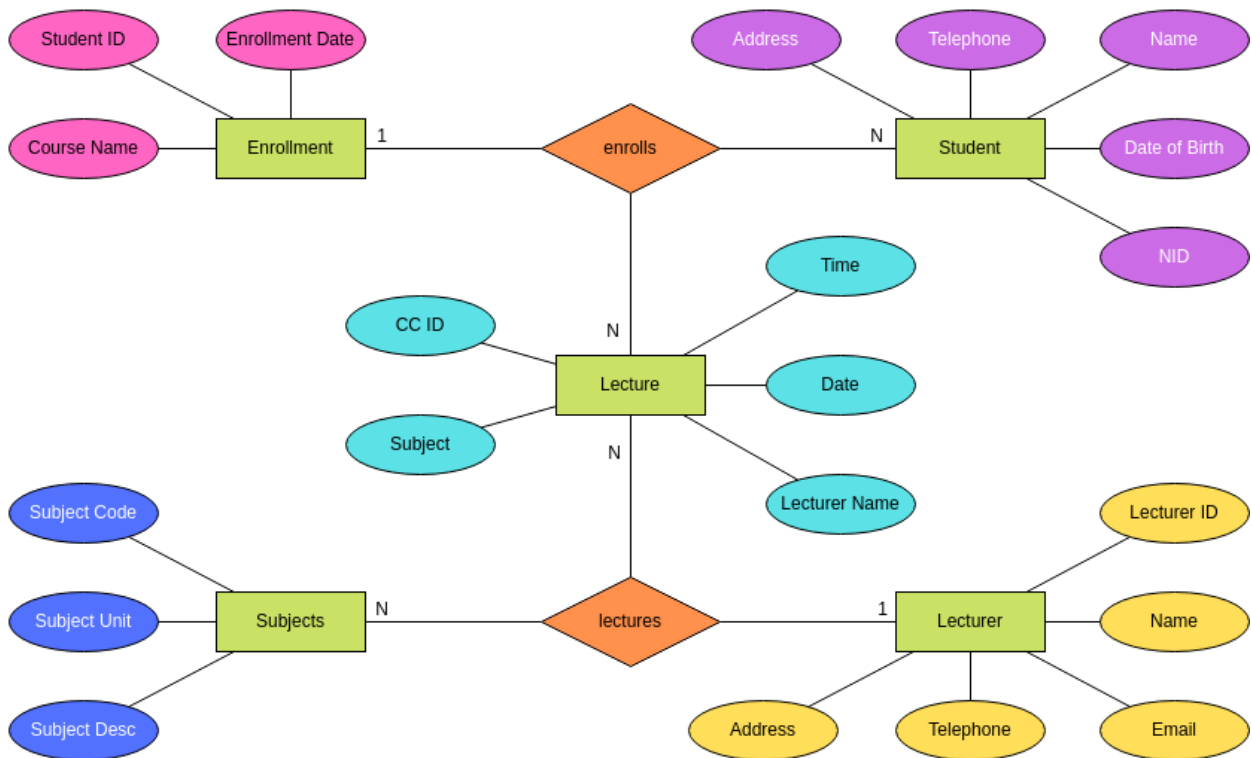 Student ID
Enrollment Date
Address
Telephone
Name
Course Name
Enrollment
1
enrolls
N
Student
Date of Birth
NID
Time
CC ID
N
Lecture
Date
Subject
N
Lecturer Name
Subject Code
Lecturer ID
Subject Unit
Subjects
N
lectures
1
Lecturer
Name
Subject Desc
Address
Telephone
Email